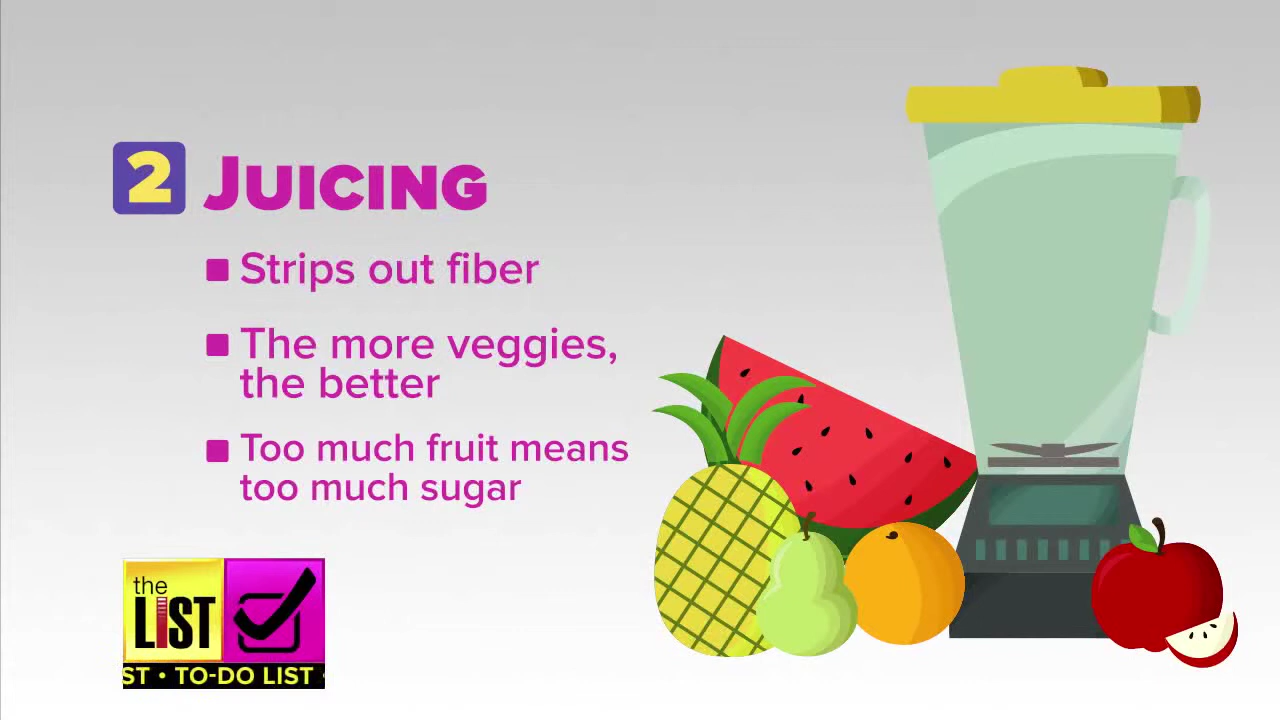 2 JUICING
Strips out fiber
The more veggies,
the better
Too much fruit means
too much sugar
the
LIST
ST • TO-DO LIST •